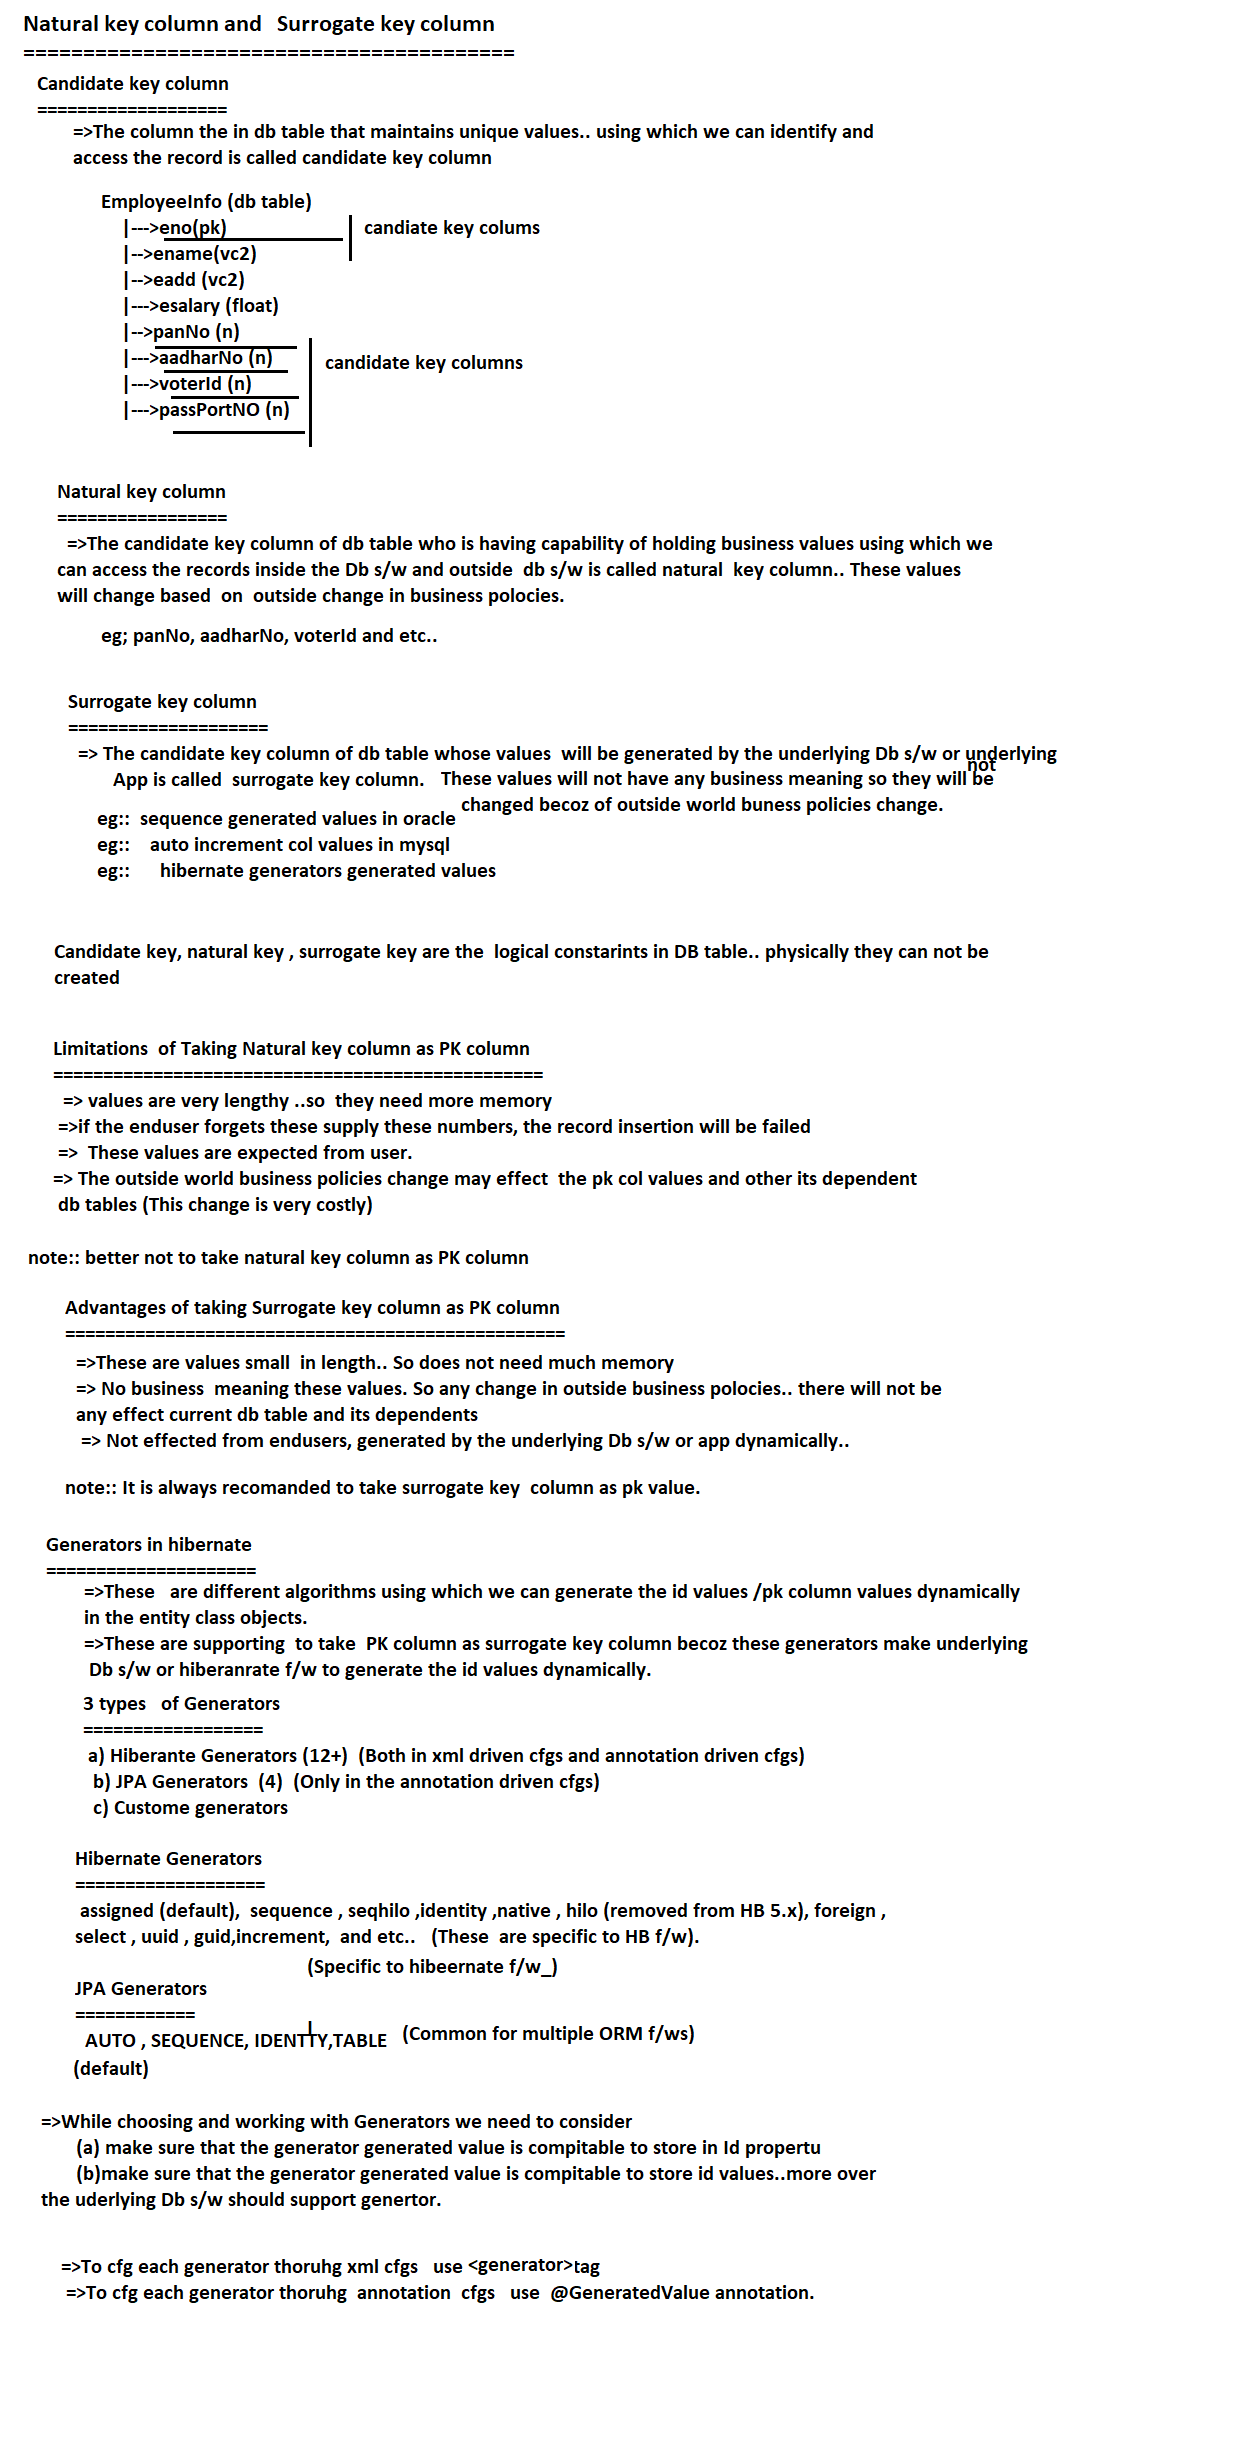 Natural key column and   Surrogate key column
=========================================
Candidate key column
===================
=>The column the in db table that maintains unique values.. using which we can identify and
access the record is called candidate key column
EmployeeInfo (db table)
|--->eno(pk)   candiate key colums
|-->ename(vc2)
|-->eadd (vc2)
|--->esalary (float)
|-->panNo (n)
|--->aadharNo (n)   candidate key columns
|--->voterId (n)
|--->passPortNO (n)
Natural key column
=================
=>The candidate key column of db table who is having capability of holding business values using which we
can access the records inside the Db s/w and outside  db s/w is called natural  key column.. These values
will change based  on  outside change in business polocies.
eg; panNo, aadharNo, voterId and etc..
Surrogate key column
====================
=> The candidate key column of db table whose values  will be generated by the underlying Db s/w or underlying
App is called  surrogate key column.   These values will not have any business meaning so they will not be
changed becoz of outside world buness policies change.
eg::  sequence generated values in oracle
eg::    auto increment col values in mysql
eg::      hibernate generators generated values
Candidate key, natural key , surrogate key are the  logical constarints in DB table.. physically they can not be
created
Limitations  of Taking Natural key column as PK column
=================================================
=> values are very lengthy ..so  they need more memory
=>if the enduser forgets these supply these numbers, the record insertion will be failed
=>  These values are expected from user.
=> The outside world business policies change may effect  the pk col values and other its dependent
db tables (This change is very costly)
note:: better not to take natural key column as PK column
Advantages of taking Surrogate key column as PK column
==================================================
=>These are values small  in length.. So does not need much memory
=> No business  meaning these values. So any change in outside business polocies.. there will not be
any effect current db table and its dependents
=> Not effected from endusers, generated by the underlying Db s/w or app dynamically..
note:: It is always recomanded to take surrogate key  column as pk value.
Generators in hibernate
=====================
=>These   are different algorithms using which we can generate the id values /pk column values dynamically
in the entity class objects.
=>These are supporting  to take  PK column as surrogate key column becoz these generators make underlying
Db s/w or hiberanrate f/w to generate the id values dynamically.
3 types   of Generators
==================
a) Hiberante Generators (12+)  (Both in xml driven cfgs and annotation driven cfgs)
b) JPA Generators  (4)  (Only in the annotation driven cfgs)
c) Custome generators
Hibernate Generators
===================
assigned (default),  sequence , seqhilo ,identity ,native , hilo (removed from HB 5.x), foreign ,
select , uuid , guid,increment,  and etc..   (These  are specific to HB f/w).
(Specific to hibeernate f/w_)
JPA Generators
============
AUTO , SEQUENCE, IDENTITY,TABLE   (Common for multiple ORM f/ws)
(default)
=>While choosing and working with Generators we need to consider
(a) make sure that the generator generated value is compitable to store in Id propertu
(b)make sure that the generator generated value is compitable to store id values..more over
the uderlying Db s/w should support genertor.
=>To cfg each generator thoruhg xml cfgs   use <generator>tag
=>To cfg each generator thoruhg  annotation  cfgs   use  @GeneratedValue annotation.